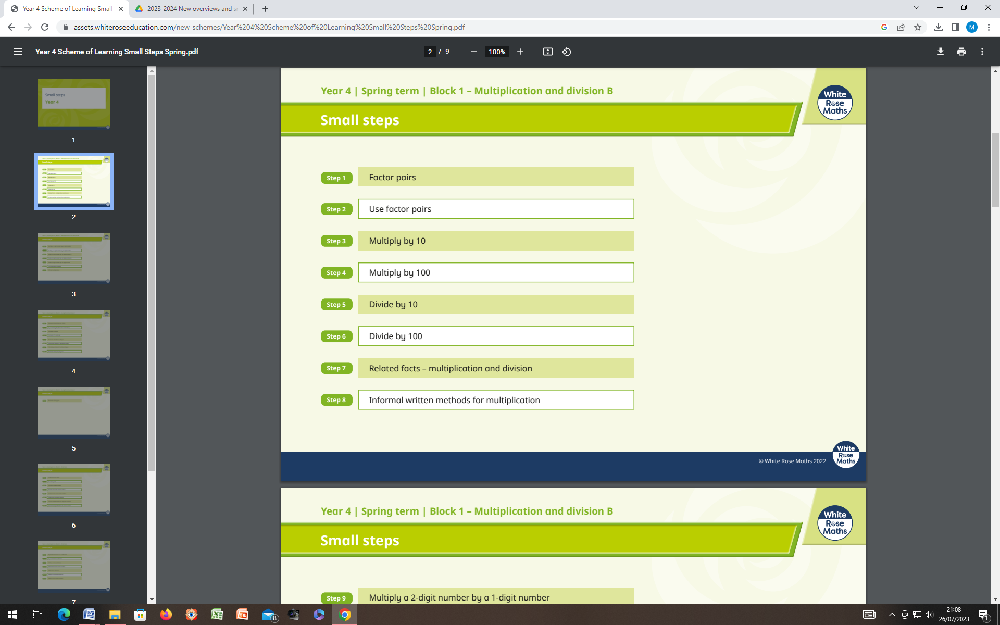 Year 4 Scheme of Learning Small
2023-2024 New overviews and sm
assets.whiteroseeducation.com/new-schemes/Year%204%20Scheme%20of%20Learning%20Small%20Steps%20Spring.pdf
M
Year 4 Scheme of Learning Small Steps Spring.pdf
2 / 9
100%
Small steps
Year 4
1
2
3
4
5
6
7
Year 4 | Spring term | Block 1 – Multiplication and division B
White Rose Maths
Small steps
Step 1 Factor pairs
Step 2 Use factor pairs
Step 3 Multiply by 10
Step 4 Multiply by 100
Step 5 Divide by 10
Step 6 Divide by 100
Step 7 Related facts – multiplication and division
Step 8 Informal written methods for multiplication
© White Rose Maths 2022
White Rose Maths
Year 4 | Spring term | Block 1 – Multiplication and division B
White Rose Maths
Small steps
Step 9 Multiply a 2-digit number by a 1-digit number
8
21:08
26/07/2023
1